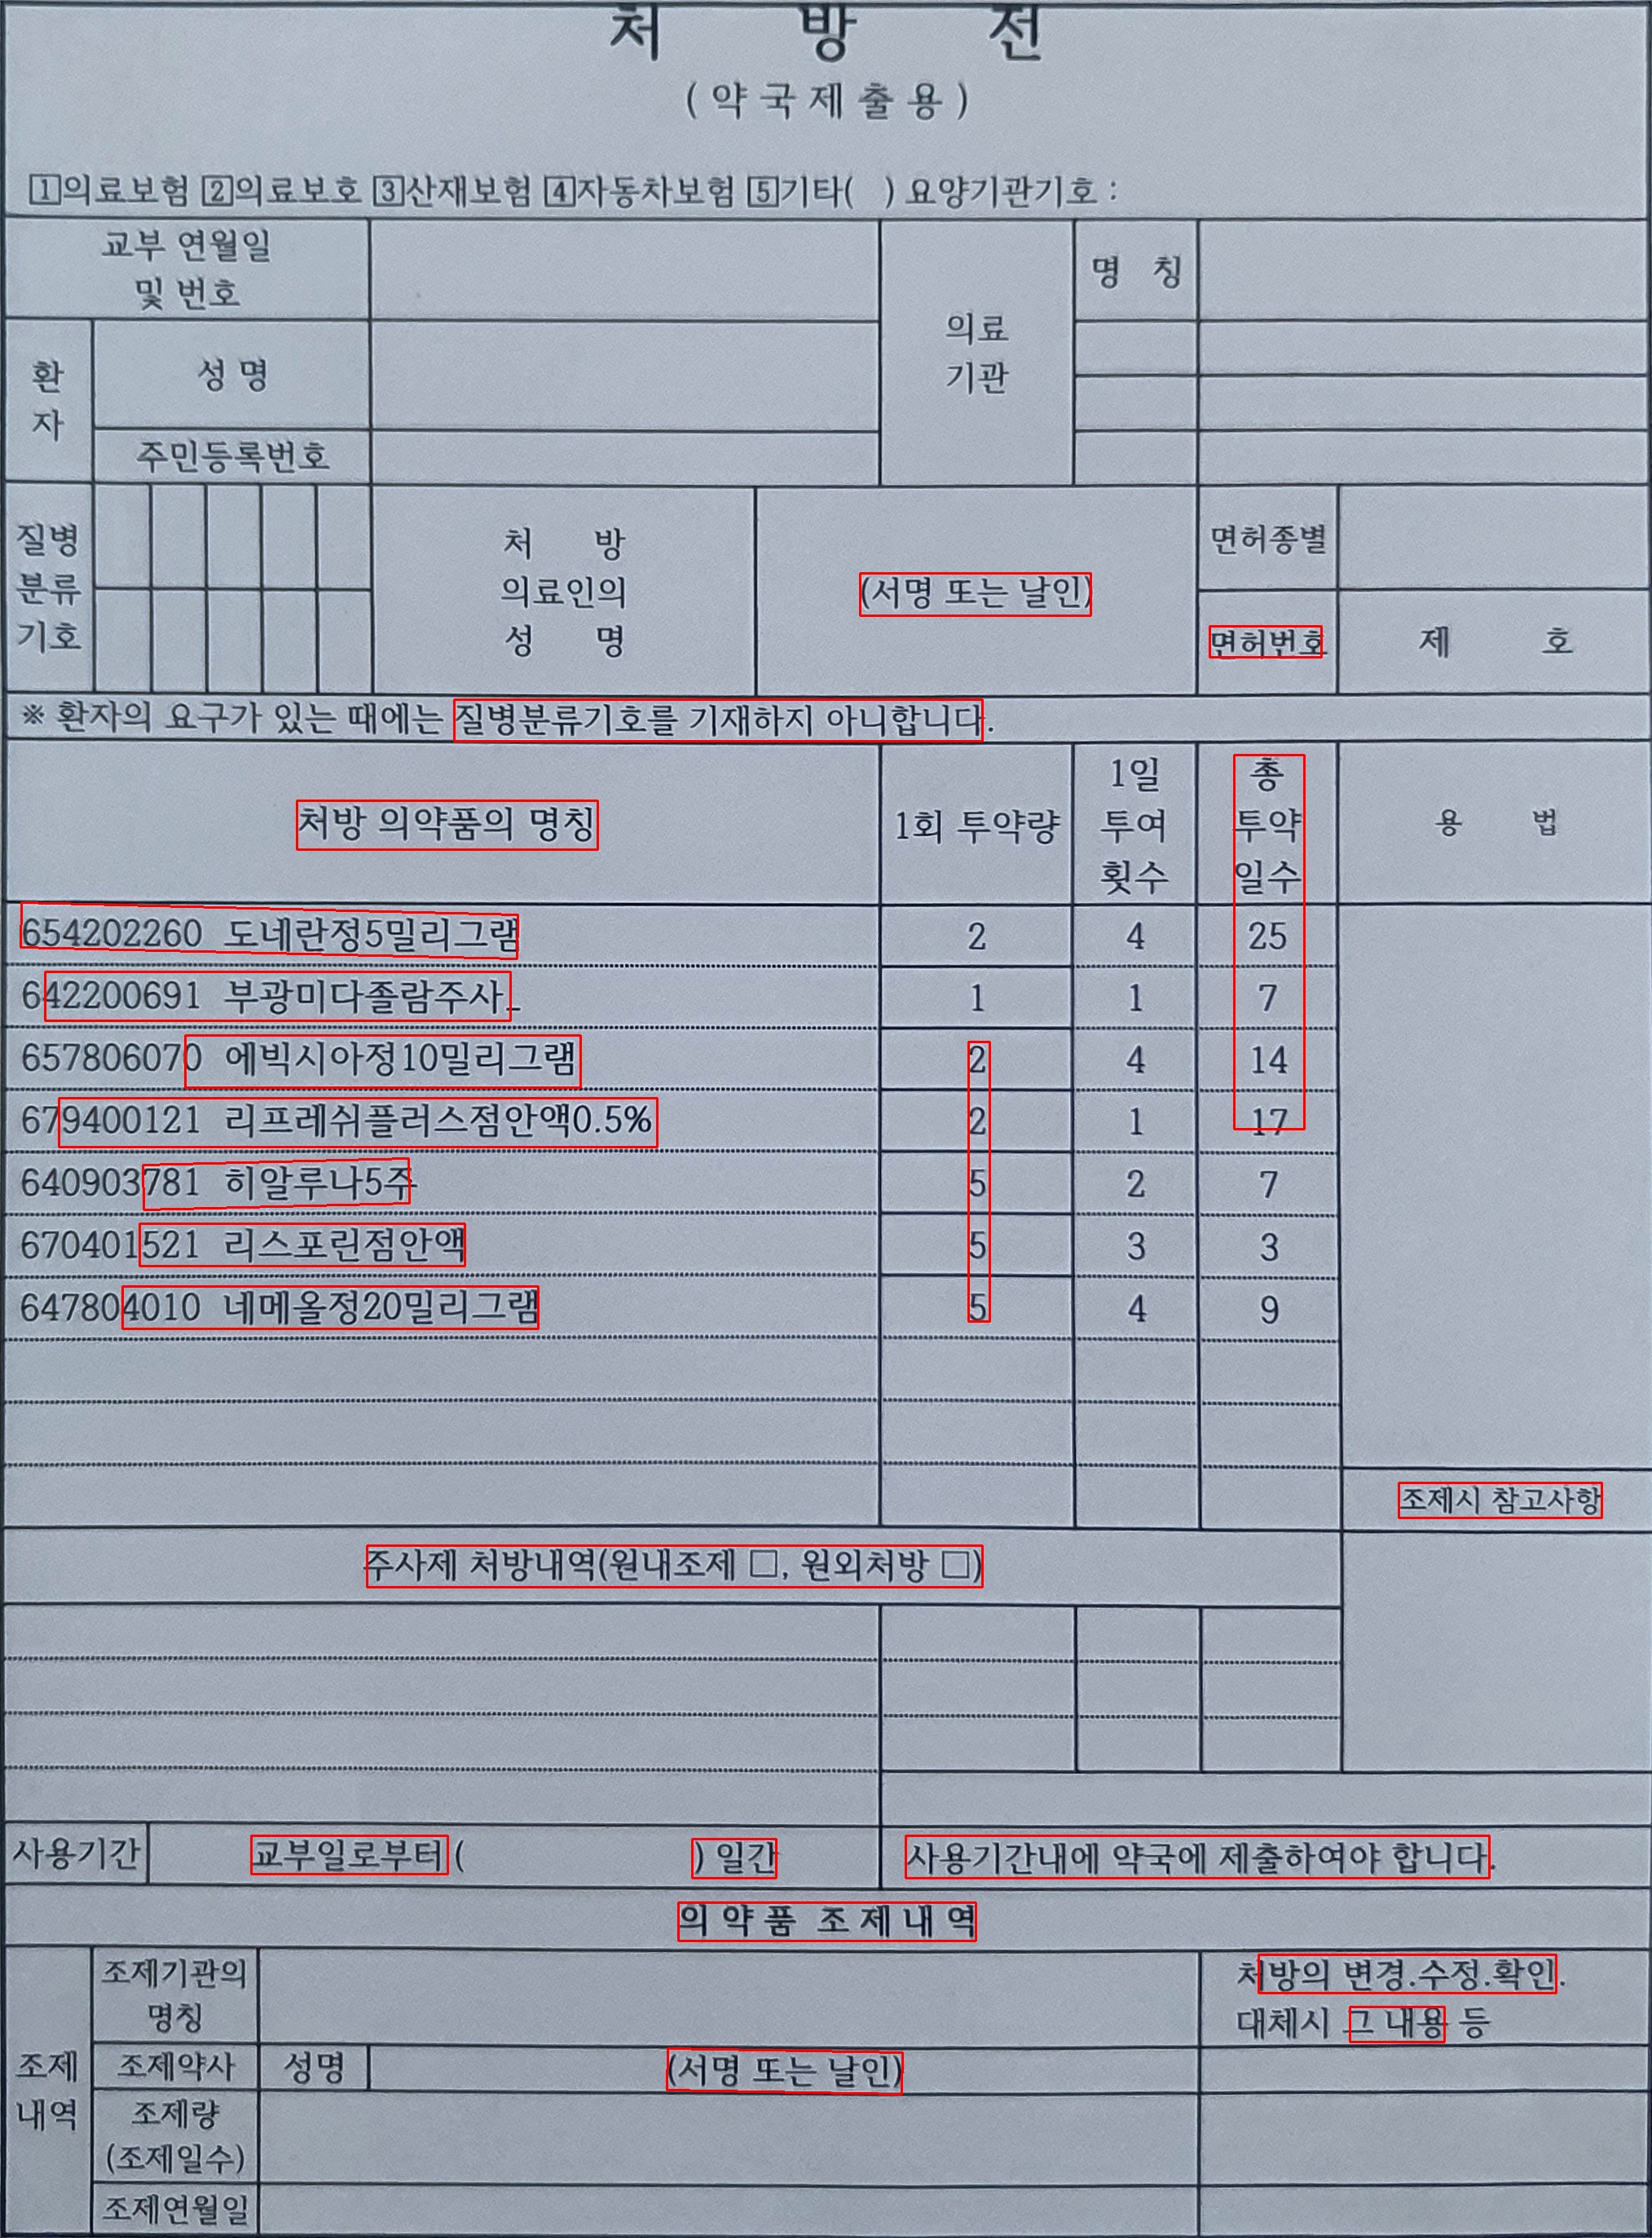 처 방 전
( 약 국 제 출 용 )
1의료보험 2의료보호 3산재보험 4자동차보험 5기타( ) 요양기관기호 :
교부 연월일
및 번호
의료
기관
명 칭
환
자
성 명
주민등록번호
질병
분류
기호
처 방
의료인의
성 명
(서명 또는 날인)
면허종별
면허번호
제 호
※ 환자의 요구가 있는 때에는 질병분류기호를 기재하지 아니합니다.
처방 의약품의 명칭
1회 투약량
1일
투여
횟수
총
투약
일수
용 법
654202260 도네란정5밀리그램 2 4 25
642200691 부광미다졸람주사_ 1 1 7
657806070 에빅시아정10밀리그램 2 4 14
679400121 리프레쉬플러스점안액0.5% 2 1 17
640903781 히알루나5주 5 2 7
670401521 리스포린점안액 5 3 3
647804010 네메올정20밀리그램 5 4 9
조제시 참고사항
주사제 처방내역(원내조제 □, 원외처방 □)
사용기간 교부일로부터 ( ) 일간 사용기간내에 약국에 제출하여야 합니다.
의 약 품 조 제 내 역
조제
내역
조제기관의
명칭
처방의 변경.수정.확인.
대체시 그 내용 등
조제약사 성명 (서명 또는 날인)
조제량
(조제일수)
조제연월일